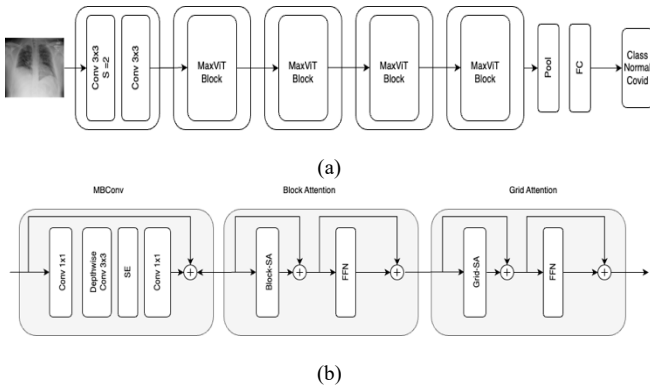 Conv 3x3
S =2
Conv 3x3
MaxViT
Block
MaxViT
Block
MaxViT
Block
MaxViT
Block
Pool
FC
Class
Normal
Covid
(a)
MBConv
Block Attention
Grid Attention
Conv 1x1
Depthwise
Conv 3x3
SE
Conv 1x1
Block-SA
FFN
Grid-SA
FFN
(b)